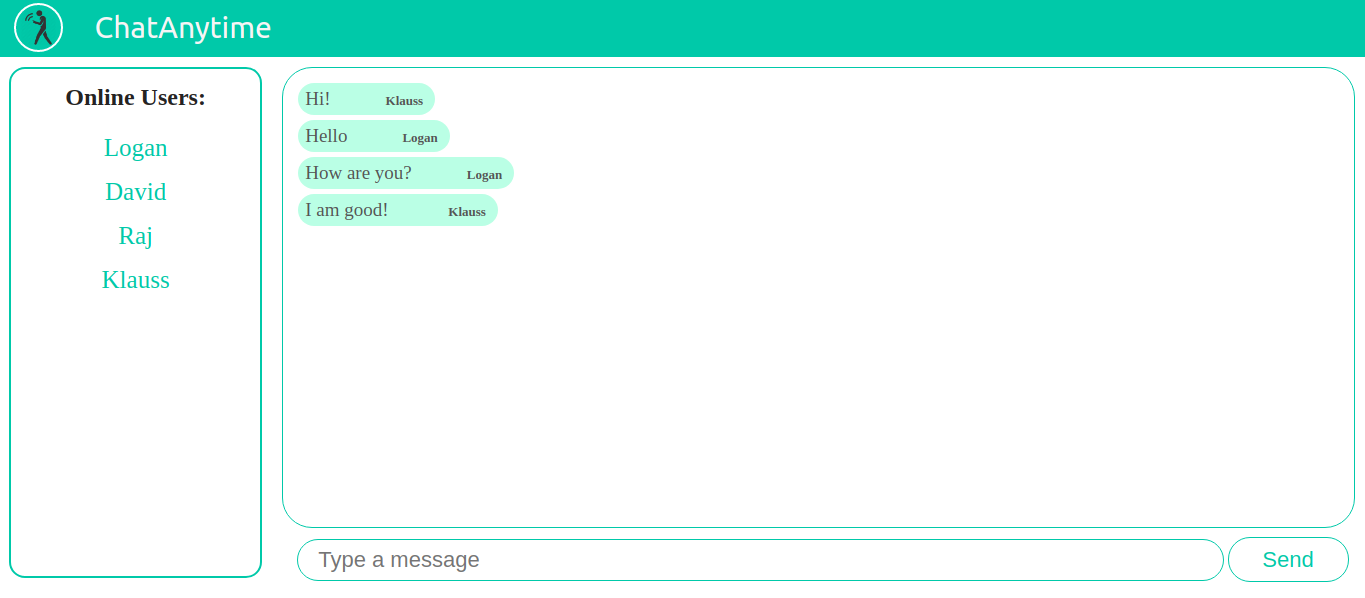 ChatAnytime
Online Users:
Logan
David
Raj
Klauss
Hi! Klauss
Hello Logan
How are you? Logan
I am good! Klauss
Type a message
Send